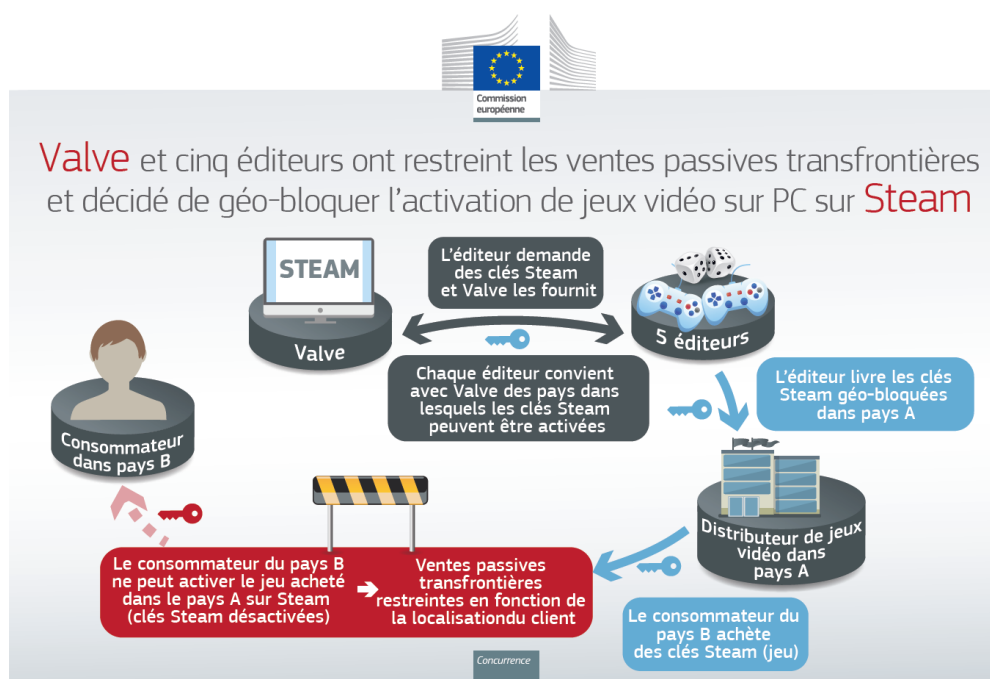 Commission
européenne
Valve et cinq éditeurs ont restreint les ventes passives transfrontières
et décidé de géo-bloquer l'activation de jeux vidéo sur PC sur Steam
STEAM
Valve
L'éditeur demande
des clés Steam
et Valve les fournit
5 éditeurs
Chaque éditeur convient
avec Valve des pays dans
lesquels les clés Steam
peuvent être activées
L'éditeur livre les clés
Steam géo-bloquées
dans pays A
Consommateur
dans pays B
Distributeur de jeux
vidéo dans
pays A
Le consommateur du pays B
ne peut activer le jeu acheté
dans le pays A sur Steam
(clés Steam désactivées)
Ventes passives
transfrontières
restreintes en fonction de
la localisationdu client
Le consommateur du
pays B achète
des clés Steam (jeu)
Concurrence